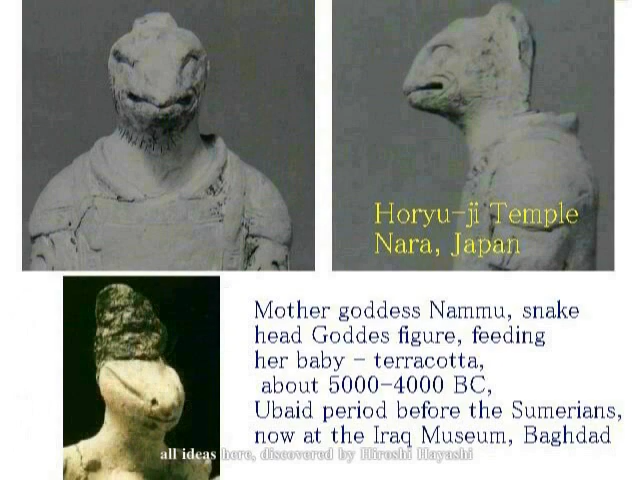 Horyu-ji Temple
Nara, Japan
Mother goddess Nammu, snake
head Goddes figure, feeding
her baby - terracotta,
about 5000-4000 BC,
Ubaid period before the Sumerians,
now at the Iraq Museum, Baghdad
all ideas here, discovered by Hiroshi Hayashi